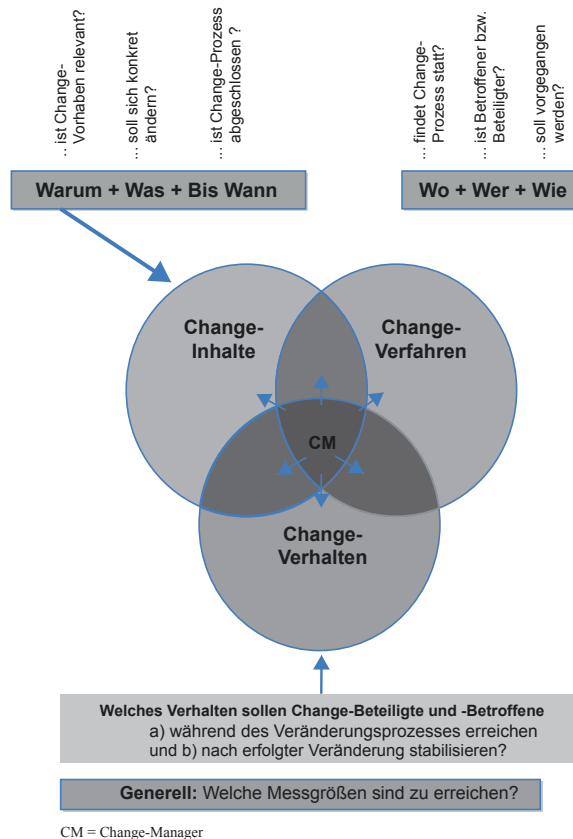 ... ist Change-
Vorhaben relevant?
... soll sich konkret
ändern?
... ist Change-Prozess
abgeschlossen ?
... findet Change-
Prozess statt?
... ist Betroffener bzw.
Beteiligter?
... soll vorgegangen
werden?
Warum + Was + Bis Wann
Wo + Wer + Wie
Change-
Inhalte
Change-
Verfahren
CM
Change-
Verhalten
Welches Verhalten sollen Change-Beteiligte und -Betroffene
a) während des Veränderungsprozesses erreichen
und b) nach erfolgter Veränderung stabilisieren?
Generell: Welche Messgrößen sind zu erreichen?
CM = Change-Manager